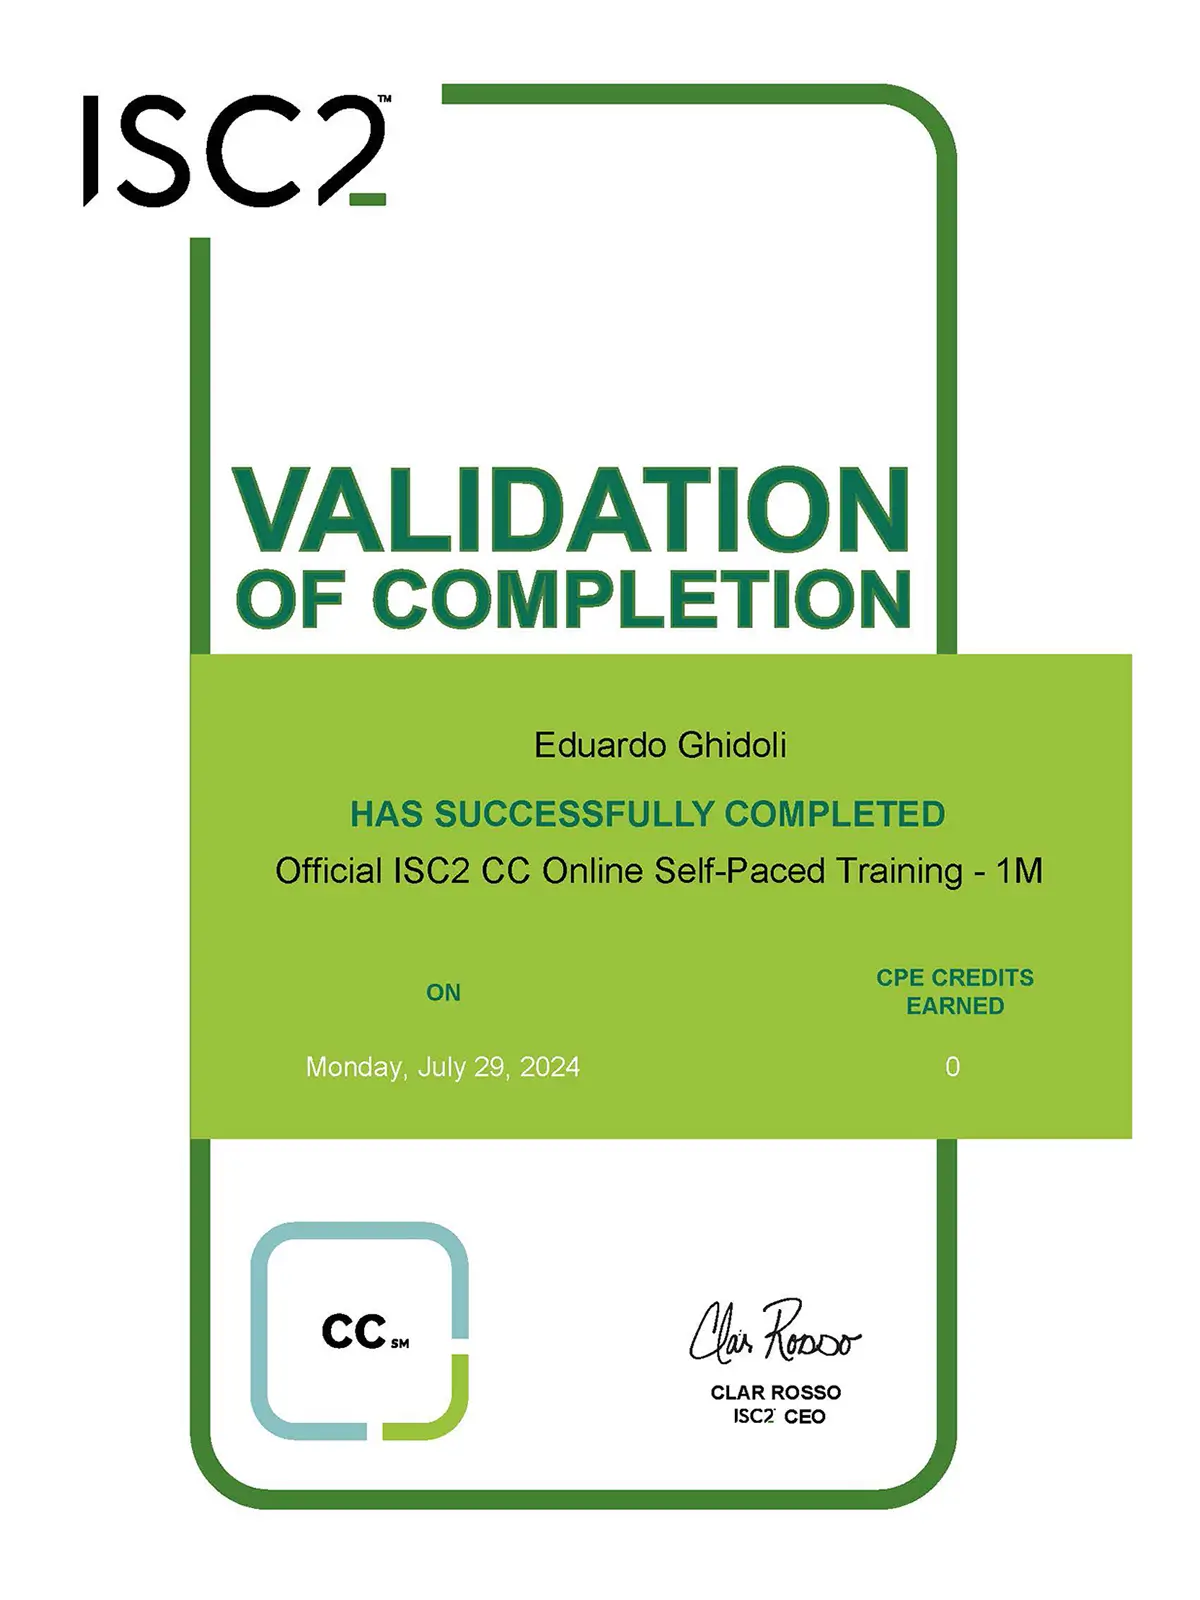 ISC2™
VALIDATION
OF COMPLETION
Eduardo Ghidoli
HAS SUCCESSFULLY COMPLETED
Official ISC2 CC Online Self-Paced Training - 1M
ON
CPE CREDITS
EARNED
Monday, July 29, 2024
0
CC SM
Clar Rosso
CLAR ROSSO
ISC2 CEO